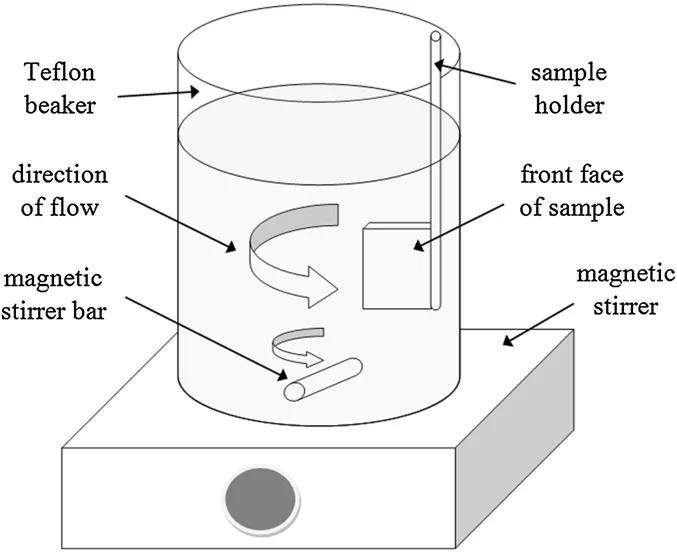 Teflon
beaker
sample
holder
direction
of flow
front face
of sample
magnetic
stirrer bar
magnetic
stirrer